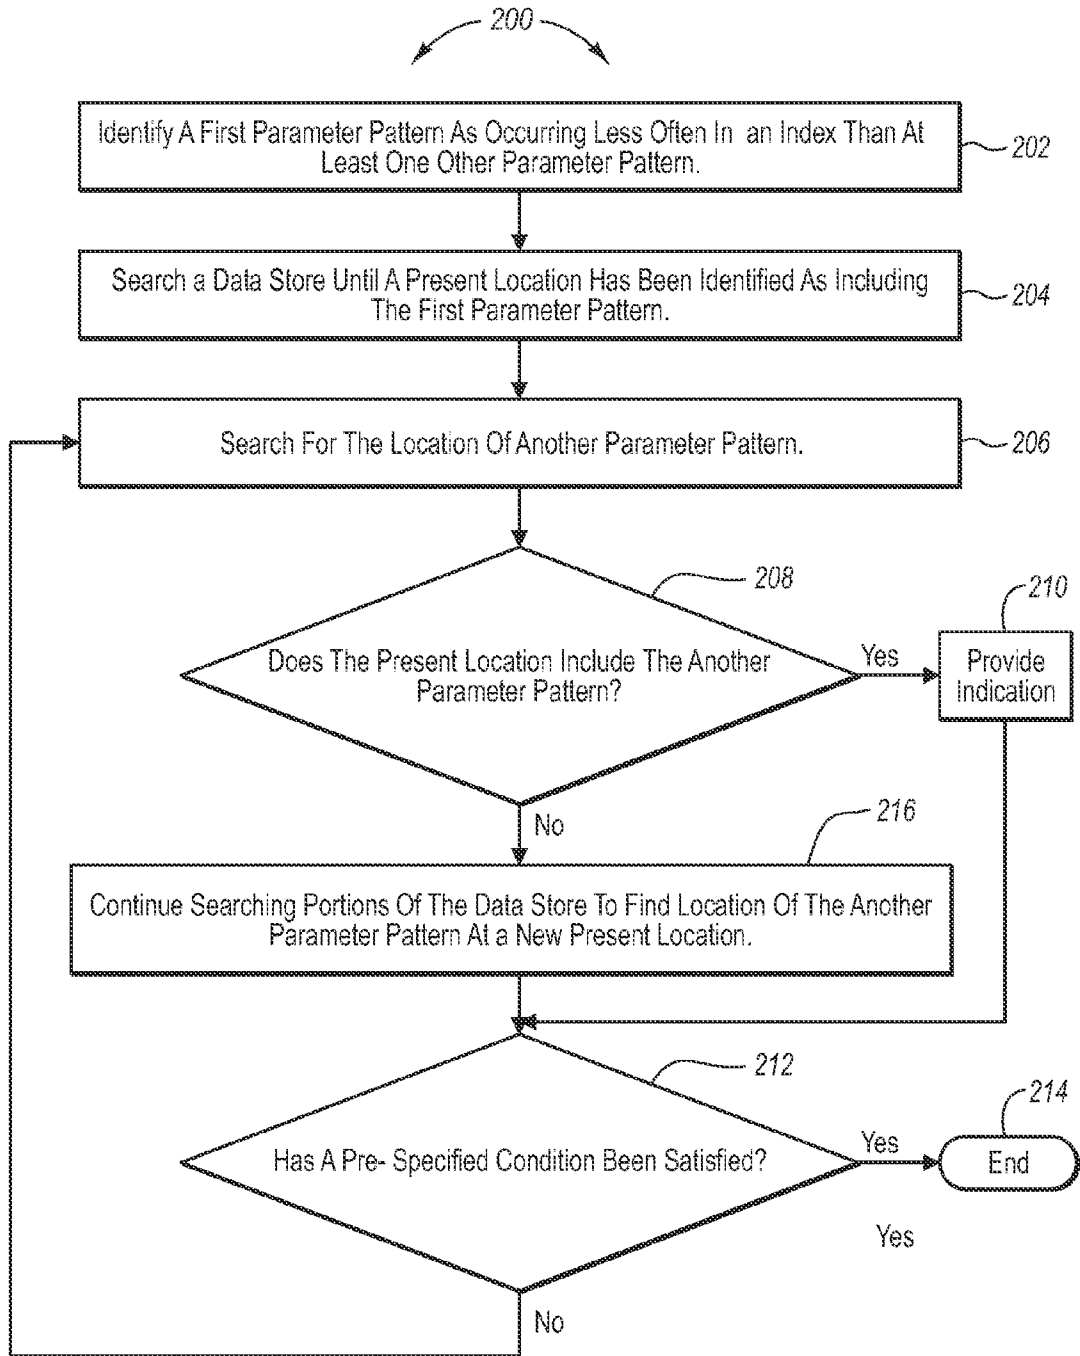 200
Identify A First Parameter Pattern As Occurring Less Often In an Index Than At
Least One Other Parameter Pattern.
202
Search a Data Store Until A Present Location Has Been Identified As Including
The First Parameter Pattern.
204
Search For The Location Of Another Parameter Pattern.
206
208
Does The Present Location Include The Another
Parameter Pattern?
Yes
210
Provide
Indication
No
216
Continue Searching Portions Of The Data Store To Find Location Of The Another
Parameter Pattern At a New Present Location.
212
Has A Pre- Specified Condition Been Satisfied?
Yes
214
End
Yes
No